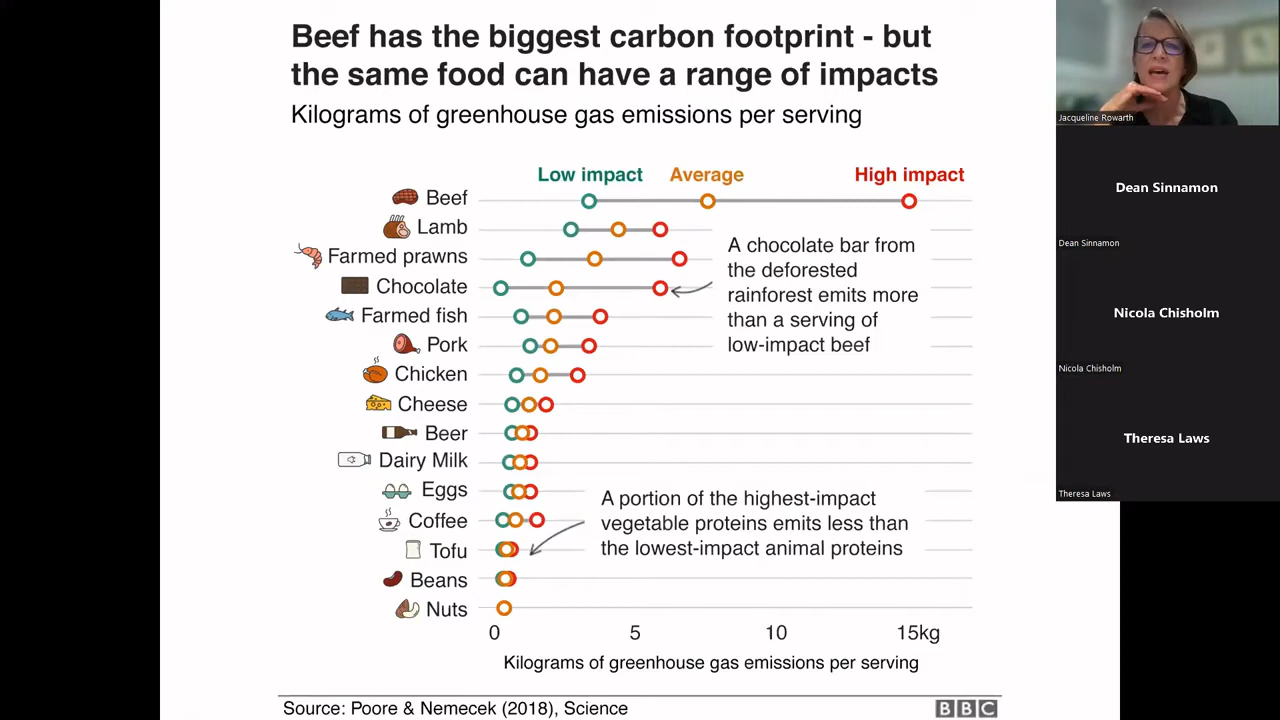 Beef has the biggest carbon footprint - but
the same food can have a range of impacts
Kilograms of greenhouse gas emissions per serving
Low impact Average High impact
Beef
Lamb
Farmed prawns
Chocolate
Farmed fish
Pork
Chicken
Cheese
Beer
Dairy Milk
Eggs
Coffee
Tofu
Beans
Nuts
A chocolate bar from
the deforested
rainforest emits more
than a serving of
low-impact beef
A portion of the highest-impact
vegetable proteins emits less than
the lowest-impact animal proteins
0 5 10 15kg
Kilograms of greenhouse gas emissions per serving
Source: Poore & Nemecek (2018), Science
BBC
Jacqueline Rowarth
Dean Sinnamon
Dean Sinnamon
Nicola Chisholm
Nicola Chisholm
Theresa Laws
Theresa Laws